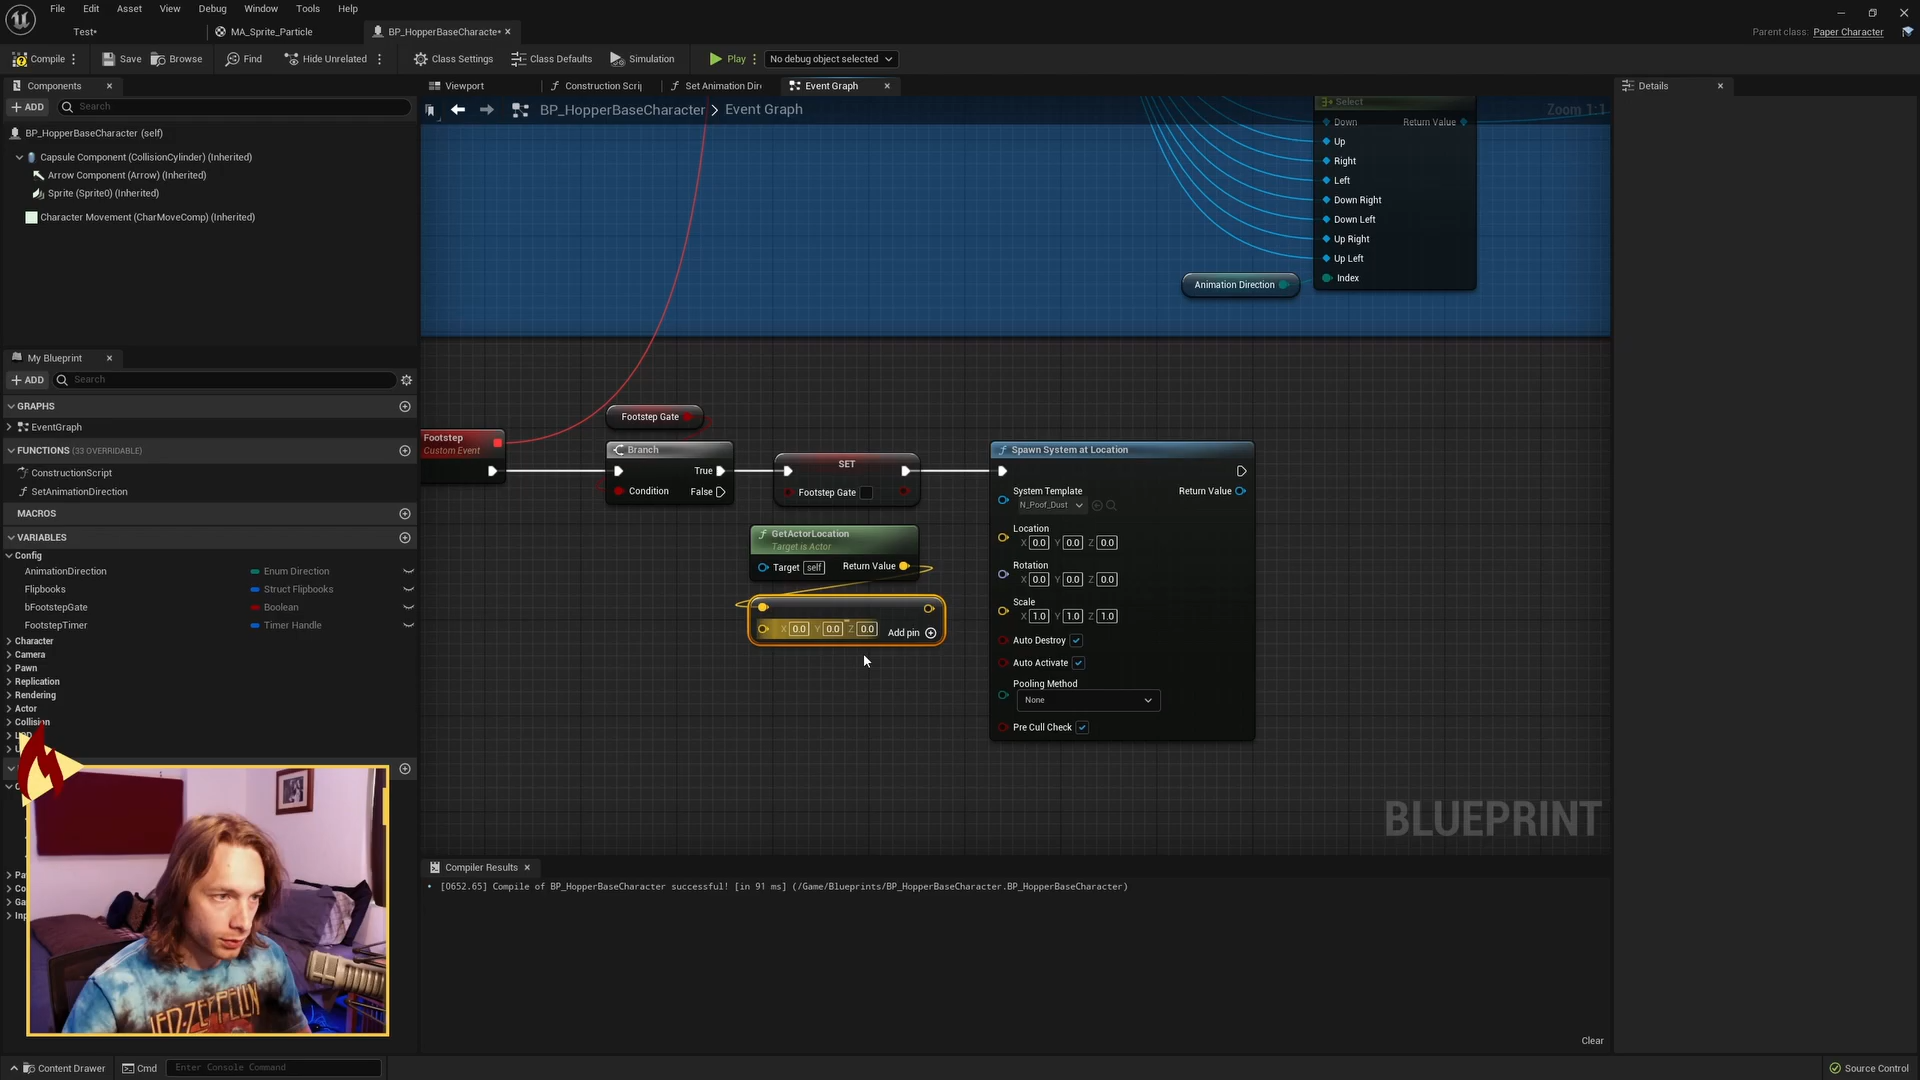 File Edit Asset View Window Debug Tools Help
Test* MA_Sprite_Particle BP_HopperBaseCharacte*
Parent class: Paper Character
Compile Save Browse Find Hide Unrelated Class Settings Class Defaults Simulation Play No debug object selected
Components
Viewport Construction Scrip Set Animation Dir Event Graph
Details
ADD Search
BP_HopperBaseCharacter > Event Graph
Zoom 1:1
BP_HopperBaseCharacter (self)
Capsule Component (CollisionCylinder) (Inherited)
Arrow Component (Arrow) (Inherited)
Sprite (Sprite0) (Inherited)
Character Movement (CharMoveComp) (Inherited)
Select
Down Return Value
Up
Right
Left
Down Right
Down Left
Up Right
Up Left
Index
Animation Direction
My Blueprint
ADD Search
GRAPHS
EventGraph
FUNCTIONS (33 OVERRIDABLE)
ConstructionScript
SetAnimationDirection
MACROS
VARIABLES
Config
AnimationDirection Enum Direction
Flipbooks Struct Flipbooks
bFootstepGate Boolean
FootstepTimer Timer Handle
Character
Camera
Pawn
Replication
Rendering
Actor
Collision
Footstep
Custom Event
Footstep Gate
Branch
True
Condition False
SET
Footstep Gate
GetActorLocation
Target is Actor
Target self Return Value
X 0.0 Y 0.0 Z 0.0 Add pin
Spawn System at Location
System Template
N_Poof_Dust
Return Value
Location
X 0.0 Y 0.0 Z 0.0
Rotation
X 0.0 Y 0.0 Z 0.0
Scale
X 1.0 Y 1.0 Z 1.0
Auto Destroy
Auto Activate
Pooling Method
None
Pre Cull Check
BLUEPRINT
LED-ZEPPELIN
Compiler Results
[0652.65] Compile of BP_HopperBaseCharacter successful! [in 91 ms] (/Game/Blueprints/BP_HopperBaseCharacter.BP_HopperBaseCharacter)
Clear
Content Drawer Cmd Enter Console Command
Source Control